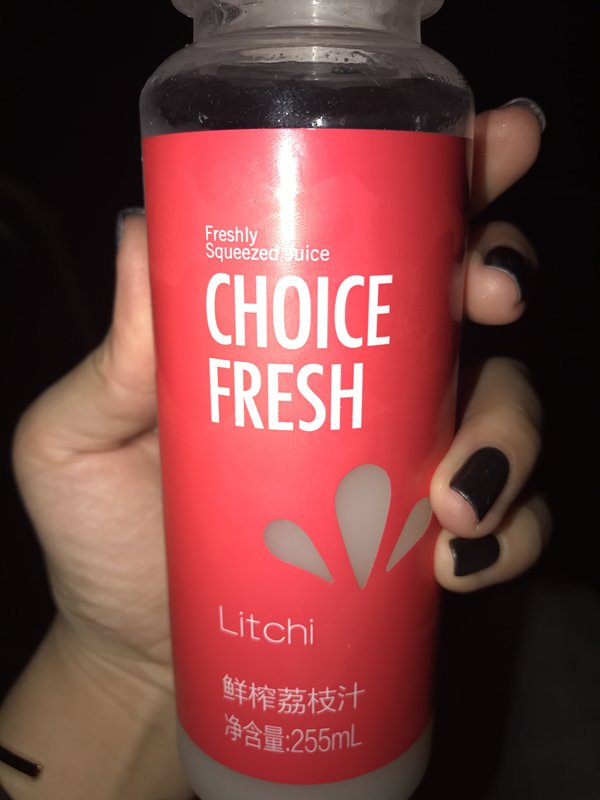 Freshly
Squeezed Juice
CHOICE
FRESH
Litchi
鲜榨荔枝汁
净含量:255mL